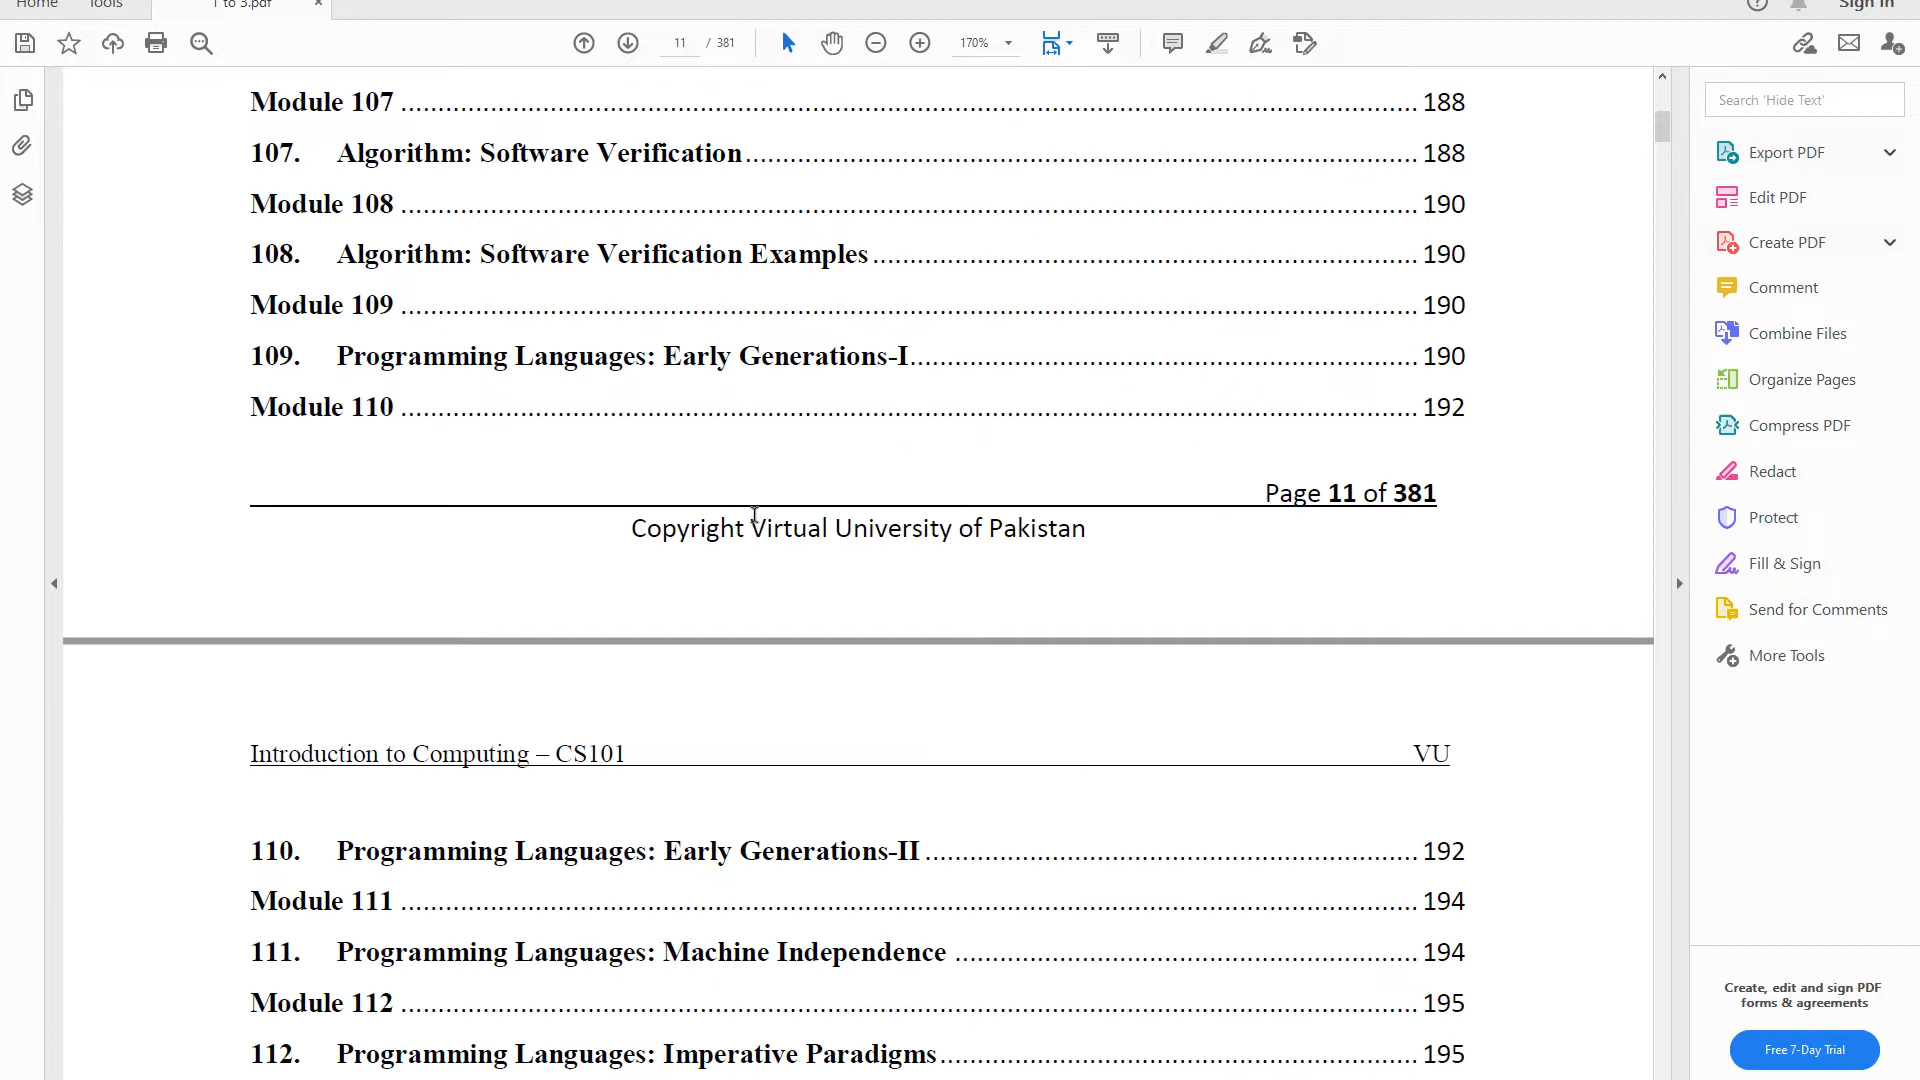 Home Tools 1 to 3.pdf × Sign In
11 / 381 170%
Module 107 ........ 188
107. Algorithm: Software Verification ........ 188
Module 108 ........ 190
108. Algorithm: Software Verification Examples ........ 190
Module 109 ........ 190
109. Programming Languages: Early Generations-I ........ 190
Module 110 ........ 192
Page 11 of 381
Copyright Virtual University of Pakistan
Introduction to Computing – CS101 VU
110. Programming Languages: Early Generations-II ........ 192
Module 111 ........ 194
111. Programming Languages: Machine Independence ........ 194
Module 112 ........ 195
112. Programming Languages: Imperative Paradigms ........ 195
Search 'Hide Text'
Export PDF
Edit PDF
Create PDF
Comment
Combine Files
Organize Pages
Compress PDF
Redact
Protect
Fill & Sign
Send for Comments
More Tools
Create, edit and sign PDF
forms & agreements
Free 7-Day Trial